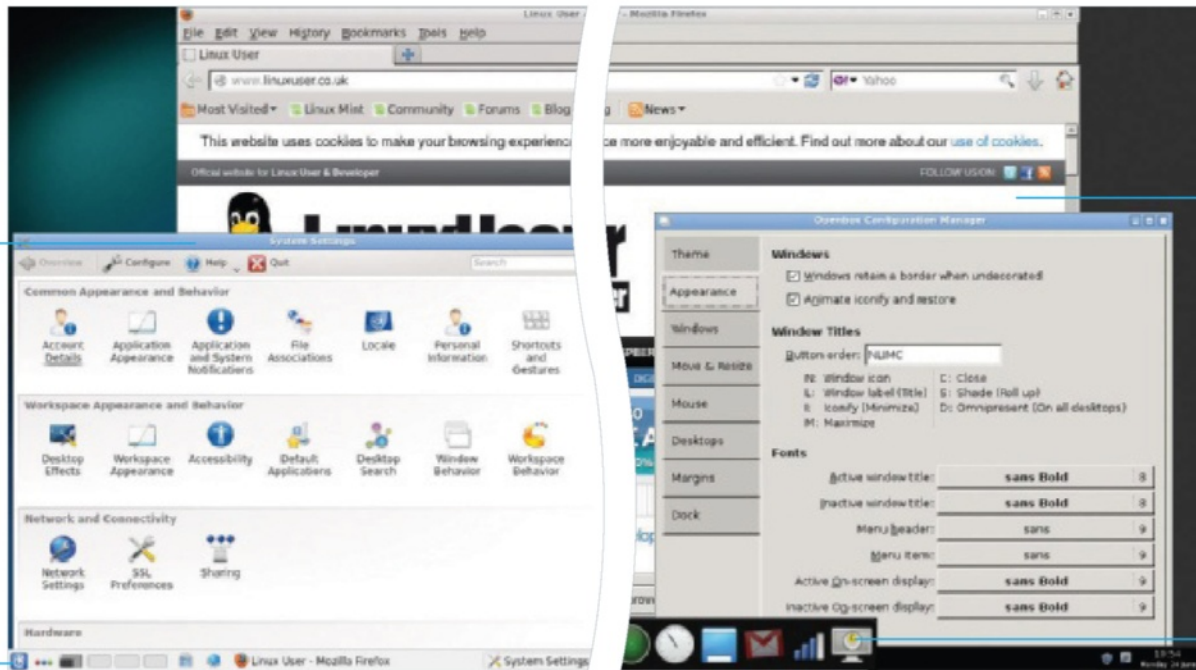 Linux User
- Mozilla Firefox
File Edit View History Bookmarks Tools Help
Linux User
www.linuxuser.co.uk
Yahoo
Most Visited Linux Mint Community Forums Blog
News
This website uses cookies to make your browsing
more enjoyable and efficient. Find out more about our use of cookies.
Official website for Linux User & Developer
FOLLOW US ON:
LinuxUser
System Settings
Overview Configure Help Quit Search
Common Appearance and Behavior
Account Details
Application Appearance
Application and System Notifications
File Associations
Locale
Personal Information
Shortcuts and Gestures
Workspace Appearance and Behavior
Desktop Effects
Workspace Appearance
Accessibility
Default Applications
Desktop Search
Window Behavior
Workspace Behavior
Network and Connectivity
Network Settings
SSL Preferences
Sharing
Hardware
Linux User - Mozilla Firefox
System Settings
Openbox Configuration Manager
Theme
Appearance
Windows
Move & Resize
Mouse
Desktops
Margins
Dock
Windows
Windows retain a border when undecorated
Animate iconify and restore
Window Titles
Button order:
N: Window icon
L: Window label (Title)
I: Iconify (Minimize)
M: Maximize
C: Close
S: Shade (Roll up)
D: Omnipresent (On all desktops)
Fonts
Active window title: sans Bold 8
Inactive window title: sans Bold 8
Menu header: sans 9
Menu item: sans 9
Active On-screen display: sans Bold 9
Inactive On-screen display: sans Bold 9
10:54